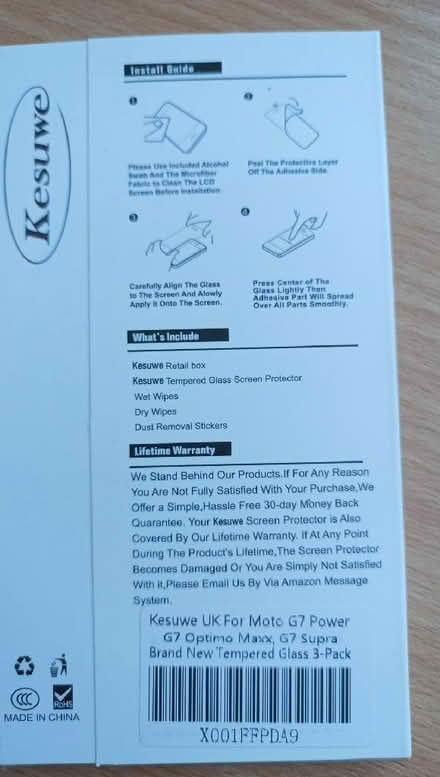 Kesuwe
Install Guide
1
2
Please Use Included Alcohol
Swab And The Microfiber
Fabric to Clean The LCD
Screen Before Installation
Peel The Protective Layer
Off The Adhesive Side.
3
4
Carefully Align The Glass
to The Screen And Alowly
Apply it Onto The Screen.
Press Center of The
Glass Lightly Then
Adhesive Part Will Spread
Over All Parts Smoothly.
What's Include
Kesuwe Retail box
Kesuwe Tempered Glass Screen Protector
Wet Wipes
Dry Wipes
Dust Removal Stickers
Lifetime Warranty
We Stand Behind Our Products.If For Any Reason
You Are Not Fully Satisfied With Your Purchase,We
Offer a Simple,Hassle Free 30-day Money Back
Quarantee. Your Kesuwe Screen Protector is Also
Covered By Our Lifetime Warranty. If At Any Point
During The Product's Lifetime,The Screen Protector
Becomes Damaged Or You Are Simply Not Satisfied
With it,Please Email Us By Via Amazon Message
System.
Kesuwe UK For Moto G7 Power
G7 Optimo Maxx, G7 Supra
Brand New Tempered Glass 3-Pack
X001FFPDA9
CCC
RoHS
MADE IN CHINA